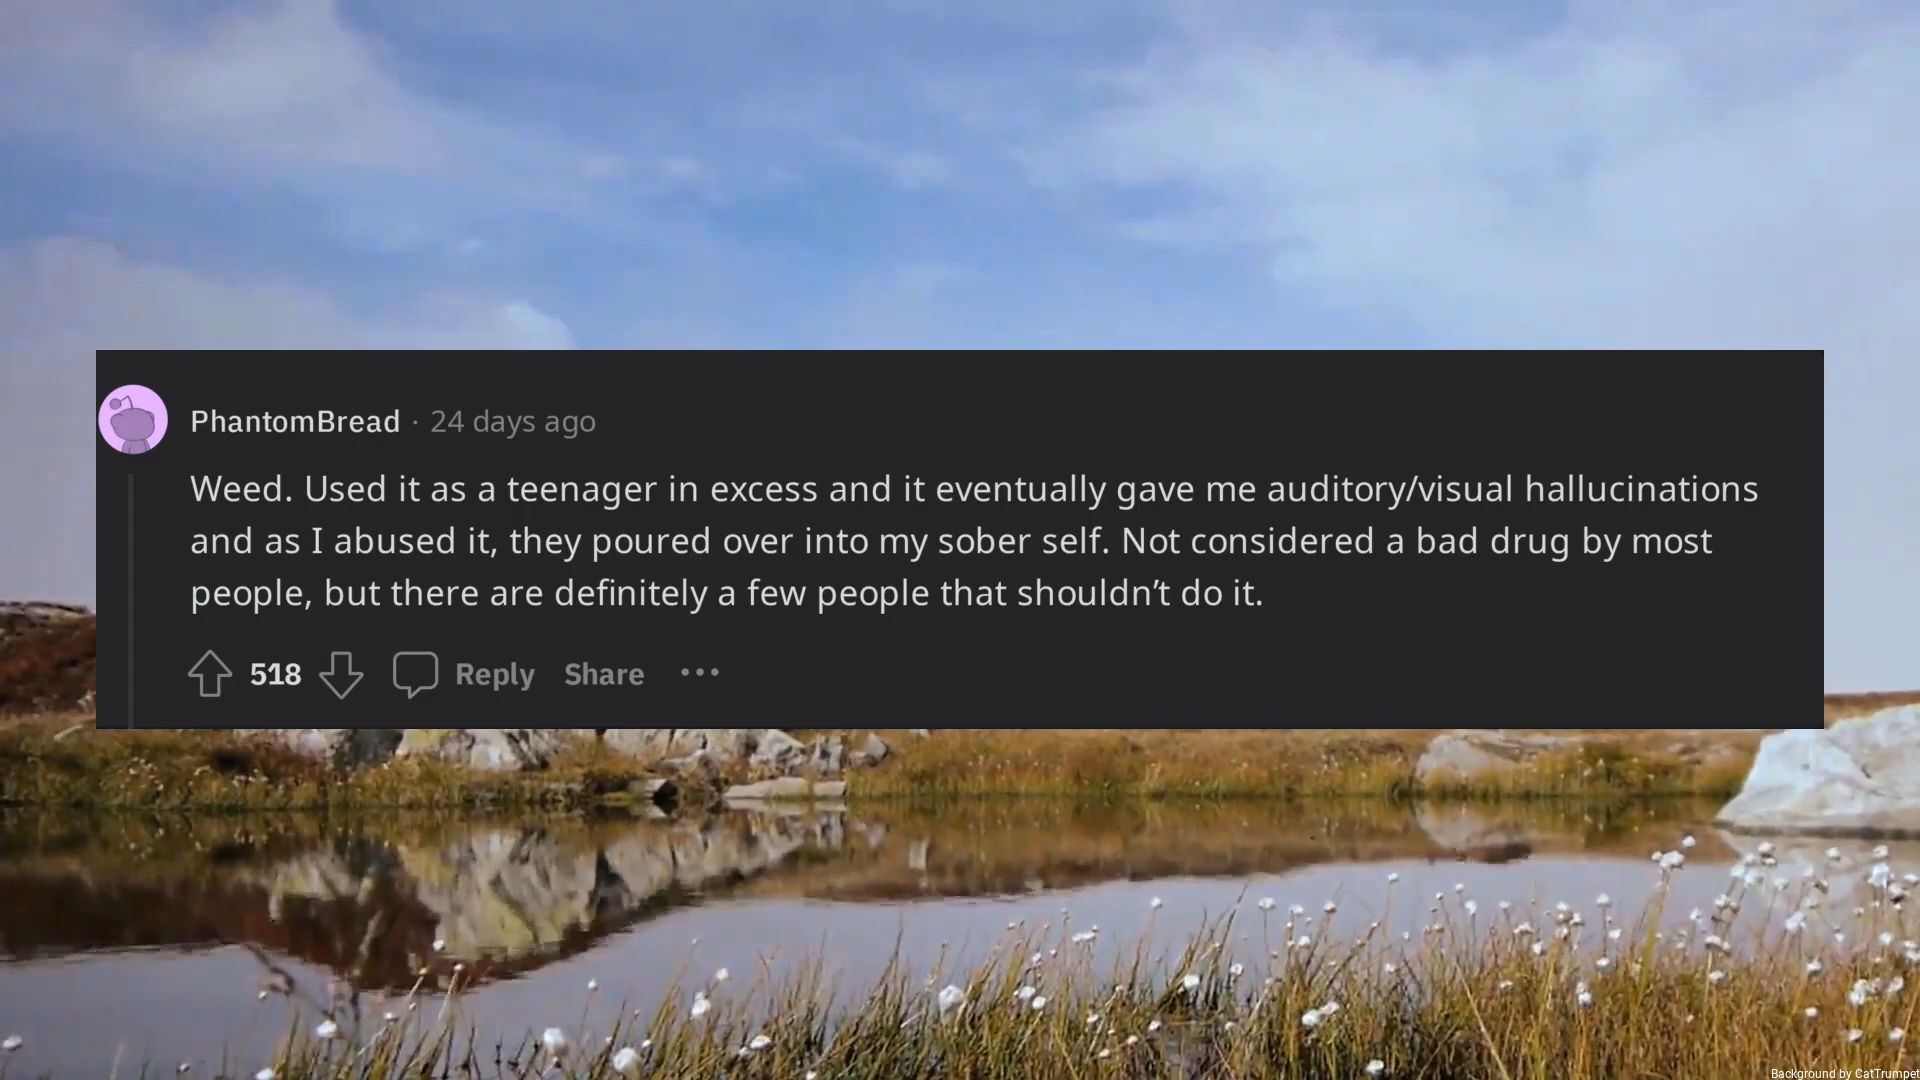 PhantomBread · 24 days ago
Weed. Used it as a teenager in excess and it eventually gave me auditory/visual hallucinations
and as I abused it, they poured over into my sober self. Not considered a bad drug by most
people, but there are definitely a few people that shouldn’t do it.
518 Reply Share •••
Background by CatTrumpet